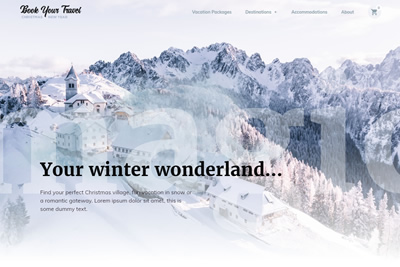 Book Your Travel
CHRISTMAS · NEW YEAR
Vacation Packages Destinations Accommodations About
magic
Your winter wonderland...
Find your perfect Christmas village, for vacation in snow or
a romantic gateway. Lorem ipsum dolor sit amet, this is
some dummy text.